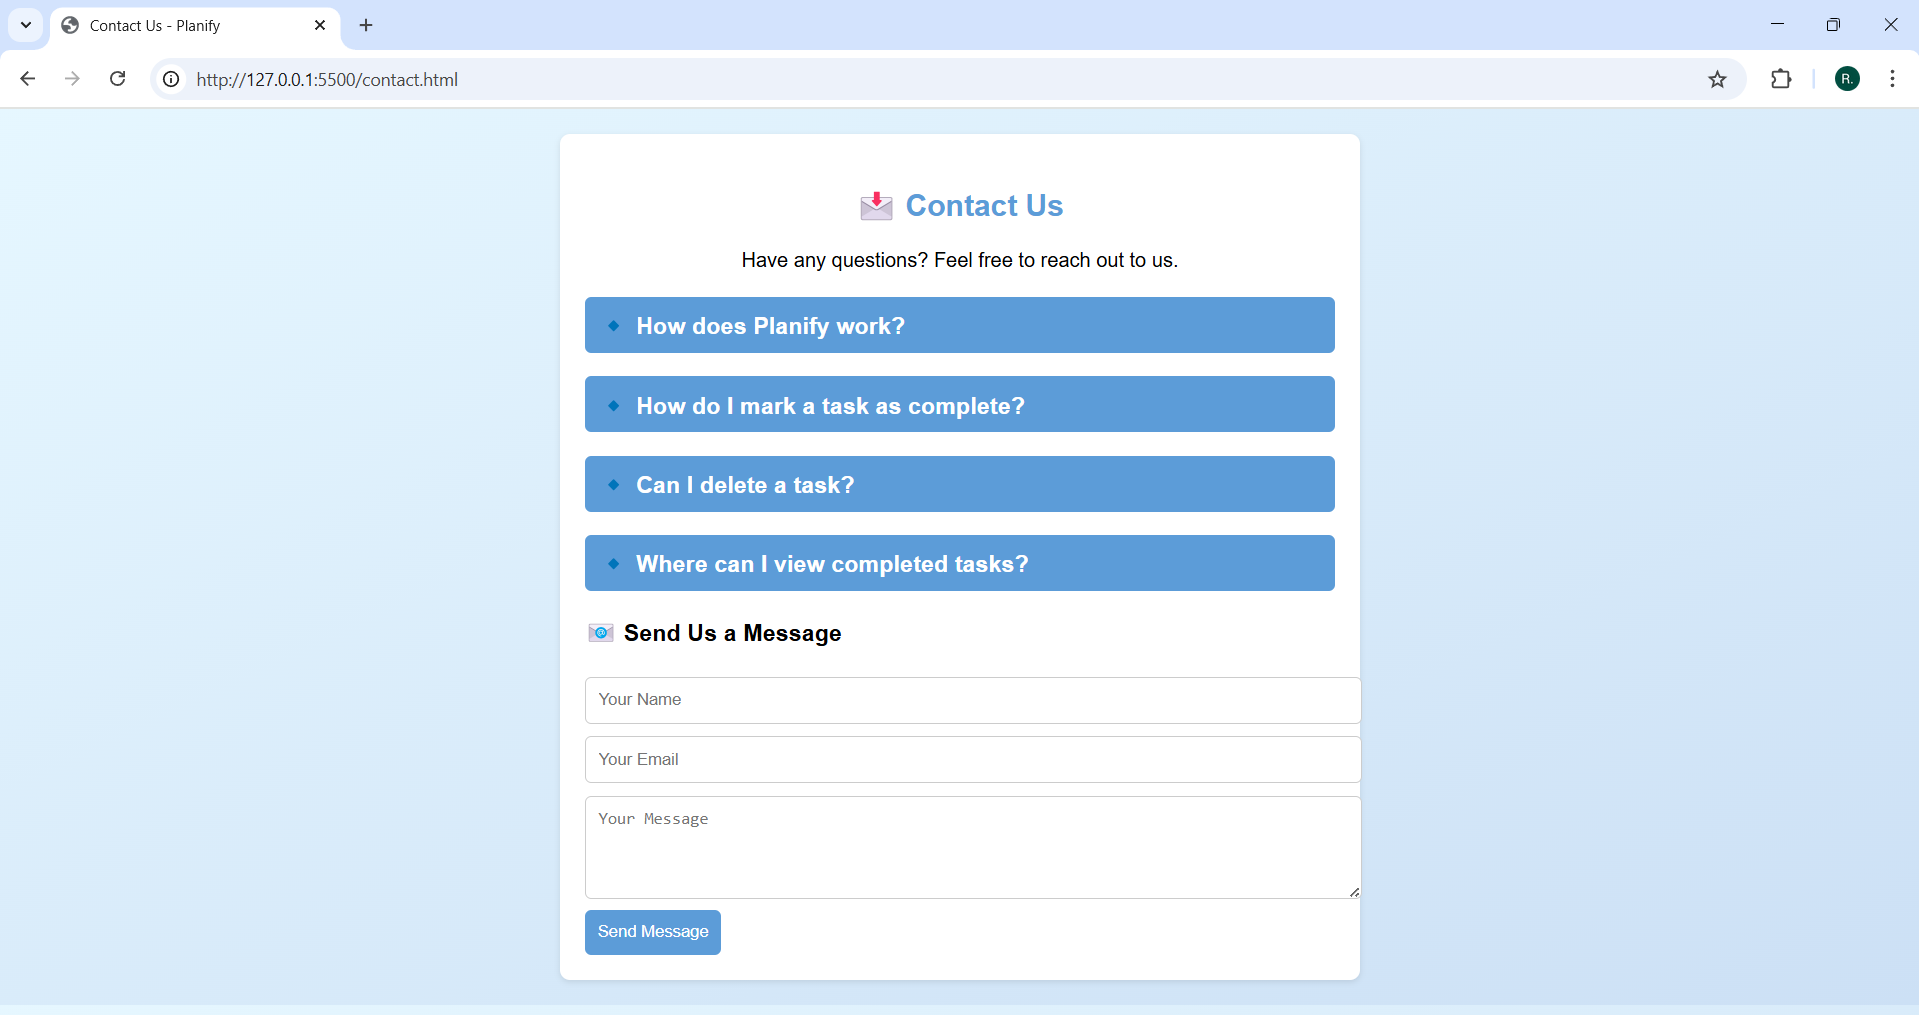 Contact Us - Planify
http://127.0.0.1:5500/contact.html
R.
Contact Us
Have any questions? Feel free to reach out to us.
How does Planify work?
How do I mark a task as complete?
Can I delete a task?
Where can I view completed tasks?
Send Us a Message
Your Name
Your Email
Your Message
Send Message